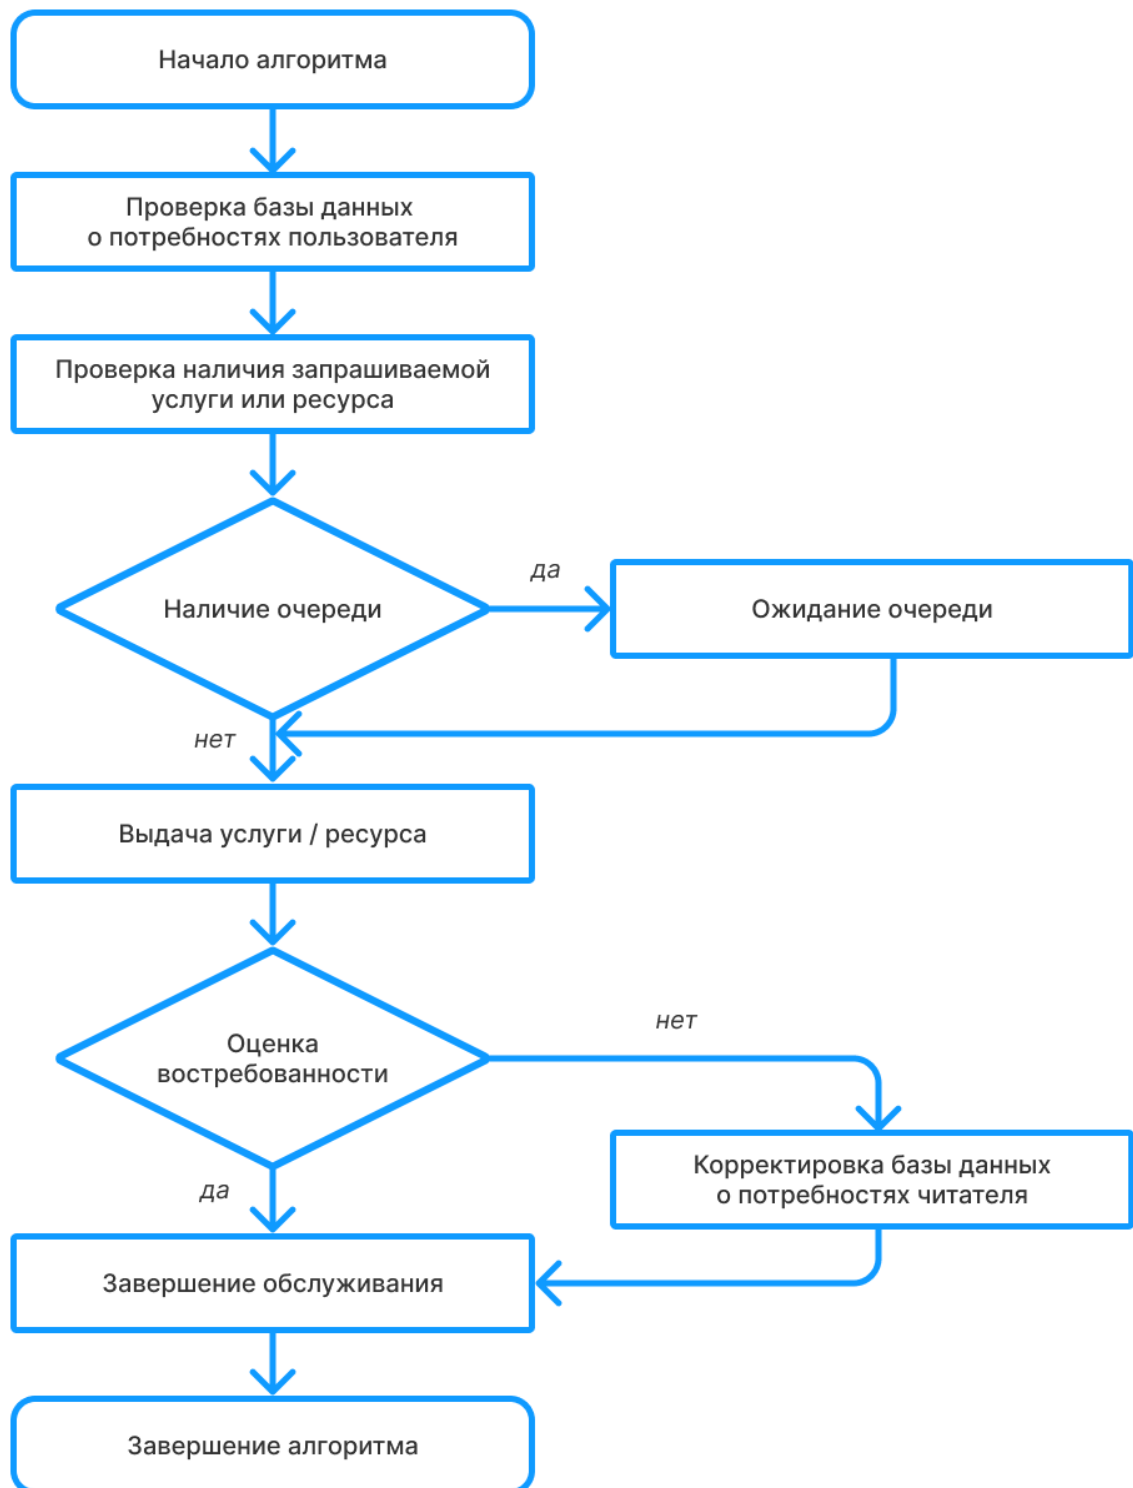 Начало алгоритма
Проверка базы данных
о потребностях пользователя
Проверка наличия запрашиваемой
услуги или ресурса
Наличие очереди
да
Ожидание очереди
нет
Выдача услуги / ресурса
Оценка
востребованности
нет
Корректировка базы данных
о потребностях читателя
да
Завершение обслуживания
Завершение алгоритма